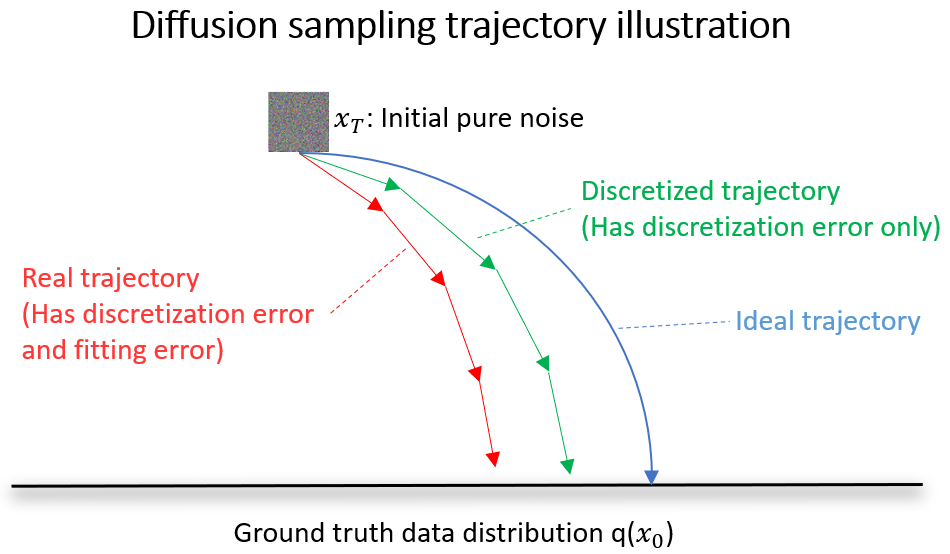 Diffusion sampling trajectory illustration
x_T: Initial pure noise
Discretized trajectory
(Has discretization error only)
Real trajectory
(Has discretization error
and fitting error)
Ideal trajectory
Ground truth data distribution q(x_0)